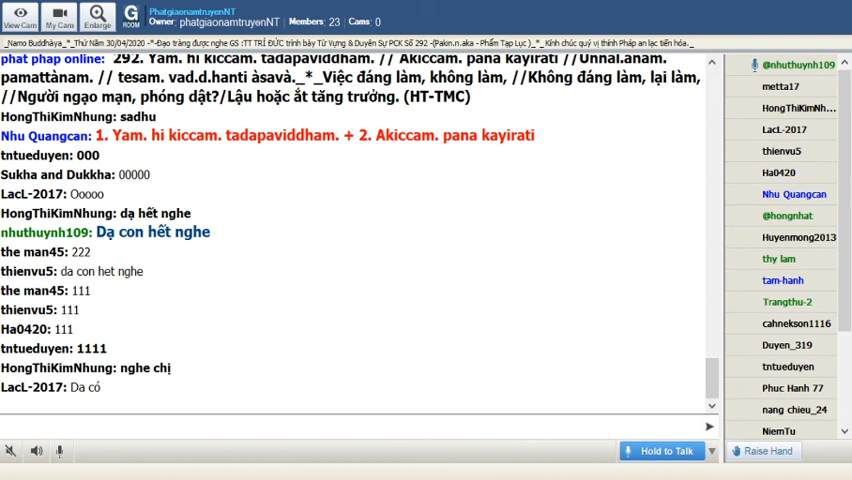 View Cam
My Cam
Enlarge
G
ROOM
Room: PhatgiaonamtruyenNT
Owner: phatgiaonamtruyenNT Members: 23 Cams: 0
_Namo Buddhàya_*_Thứ Năm 30/04/2020 -*-Đạo tràng được nghe GS :TT TRÍ ĐỨC trình bày Từ Vựng & Duyên Sự PCK Số 292 -(Pakin.n.aka - Phẩm Tạp Lục )_*_ Kính chúc quý vị thính Pháp an lạc tiến hóa._
phat phap online: 292. Yam. hi kiccam. tadapaviddham. // Akiccam. pana kayirati //Unnal.ànam.
pamattànam. // tesam. vad.d.hanti àsavà._*_Việc đáng làm, không làm, //Không đáng làm, lại làm,
//Người ngạo mạn, phóng dật?/Lậu hoặc ắt tăng trưởng. (HT-TMC)
HongThiKimNhung: sadhu
Nhu Quangcan: 1. Yam. hi kiccam. tadapaviddham. + 2. Akiccam. pana kayirati
tntueduyen: 000
Sukha and Dukkha: 00000
LacL-2017: Ooooo
HongThiKimNhung: dạ hết nghe
nhuthuynh109: Dạ con hết nghe
the man45: 222
thienvu5: da con het nghe
the man45: 111
thienvu5: 111
Ha0420: 111
tntueduyen: 1111
HongThiKimNhung: nghe chị
LacL-2017: Da có
@nhuthuynh109
metta17
HongThiKimNh...
LacL-2017
thienvu5
Ha0420
Nhu Quangcan
@hongnhat
Huyenmong2013
thy lam
tam-hanh
Trangthu-2
cahnekson1116
Duyen_319
tntueduyen
Phuc Hanh 77
nang chieu_24
NiemTu
Hold to Talk
Raise Hand